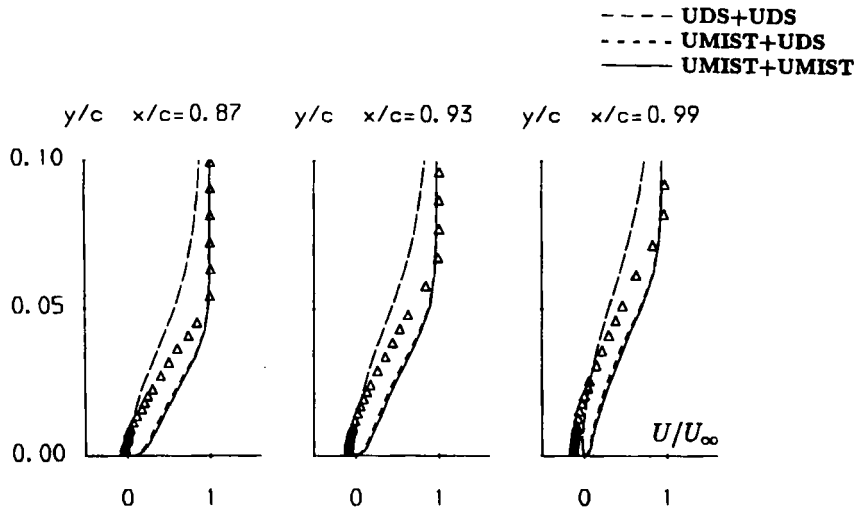 UDS+UDS
UMIST+UDS
UMIST+UMIST
y/c x/c=0.87
y/c x/c=0.93
y/c x/c=0.99
0.10
0.05
0.00
U/U∞
0 1
0 1
0 1